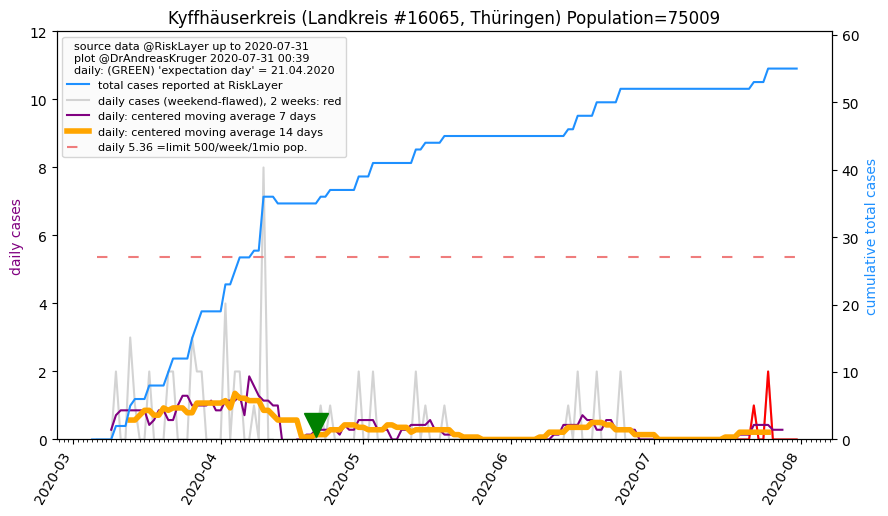 Kyffhäuserkreis (Landkreis #16065, Thüringen) Population=75009
source data @RiskLayer up to 2020-07-31
plot @DrAndreasKruger 2020-07-31 00:39
daily: (GREEN) 'expectation day' = 21.04.2020
total cases reported at RiskLayer
daily cases (weekend-flawed), 2 weeks: red
daily: centered moving average 7 days
daily: centered moving average 14 days
daily 5.36 =limit 500/week/1mio pop.
daily cases
12
10
8
6
4
2
0
60
50
40
30
20
10
0
cumulative total cases
2020-03
2020-04
2020-05
2020-06
2020-07
2020-08